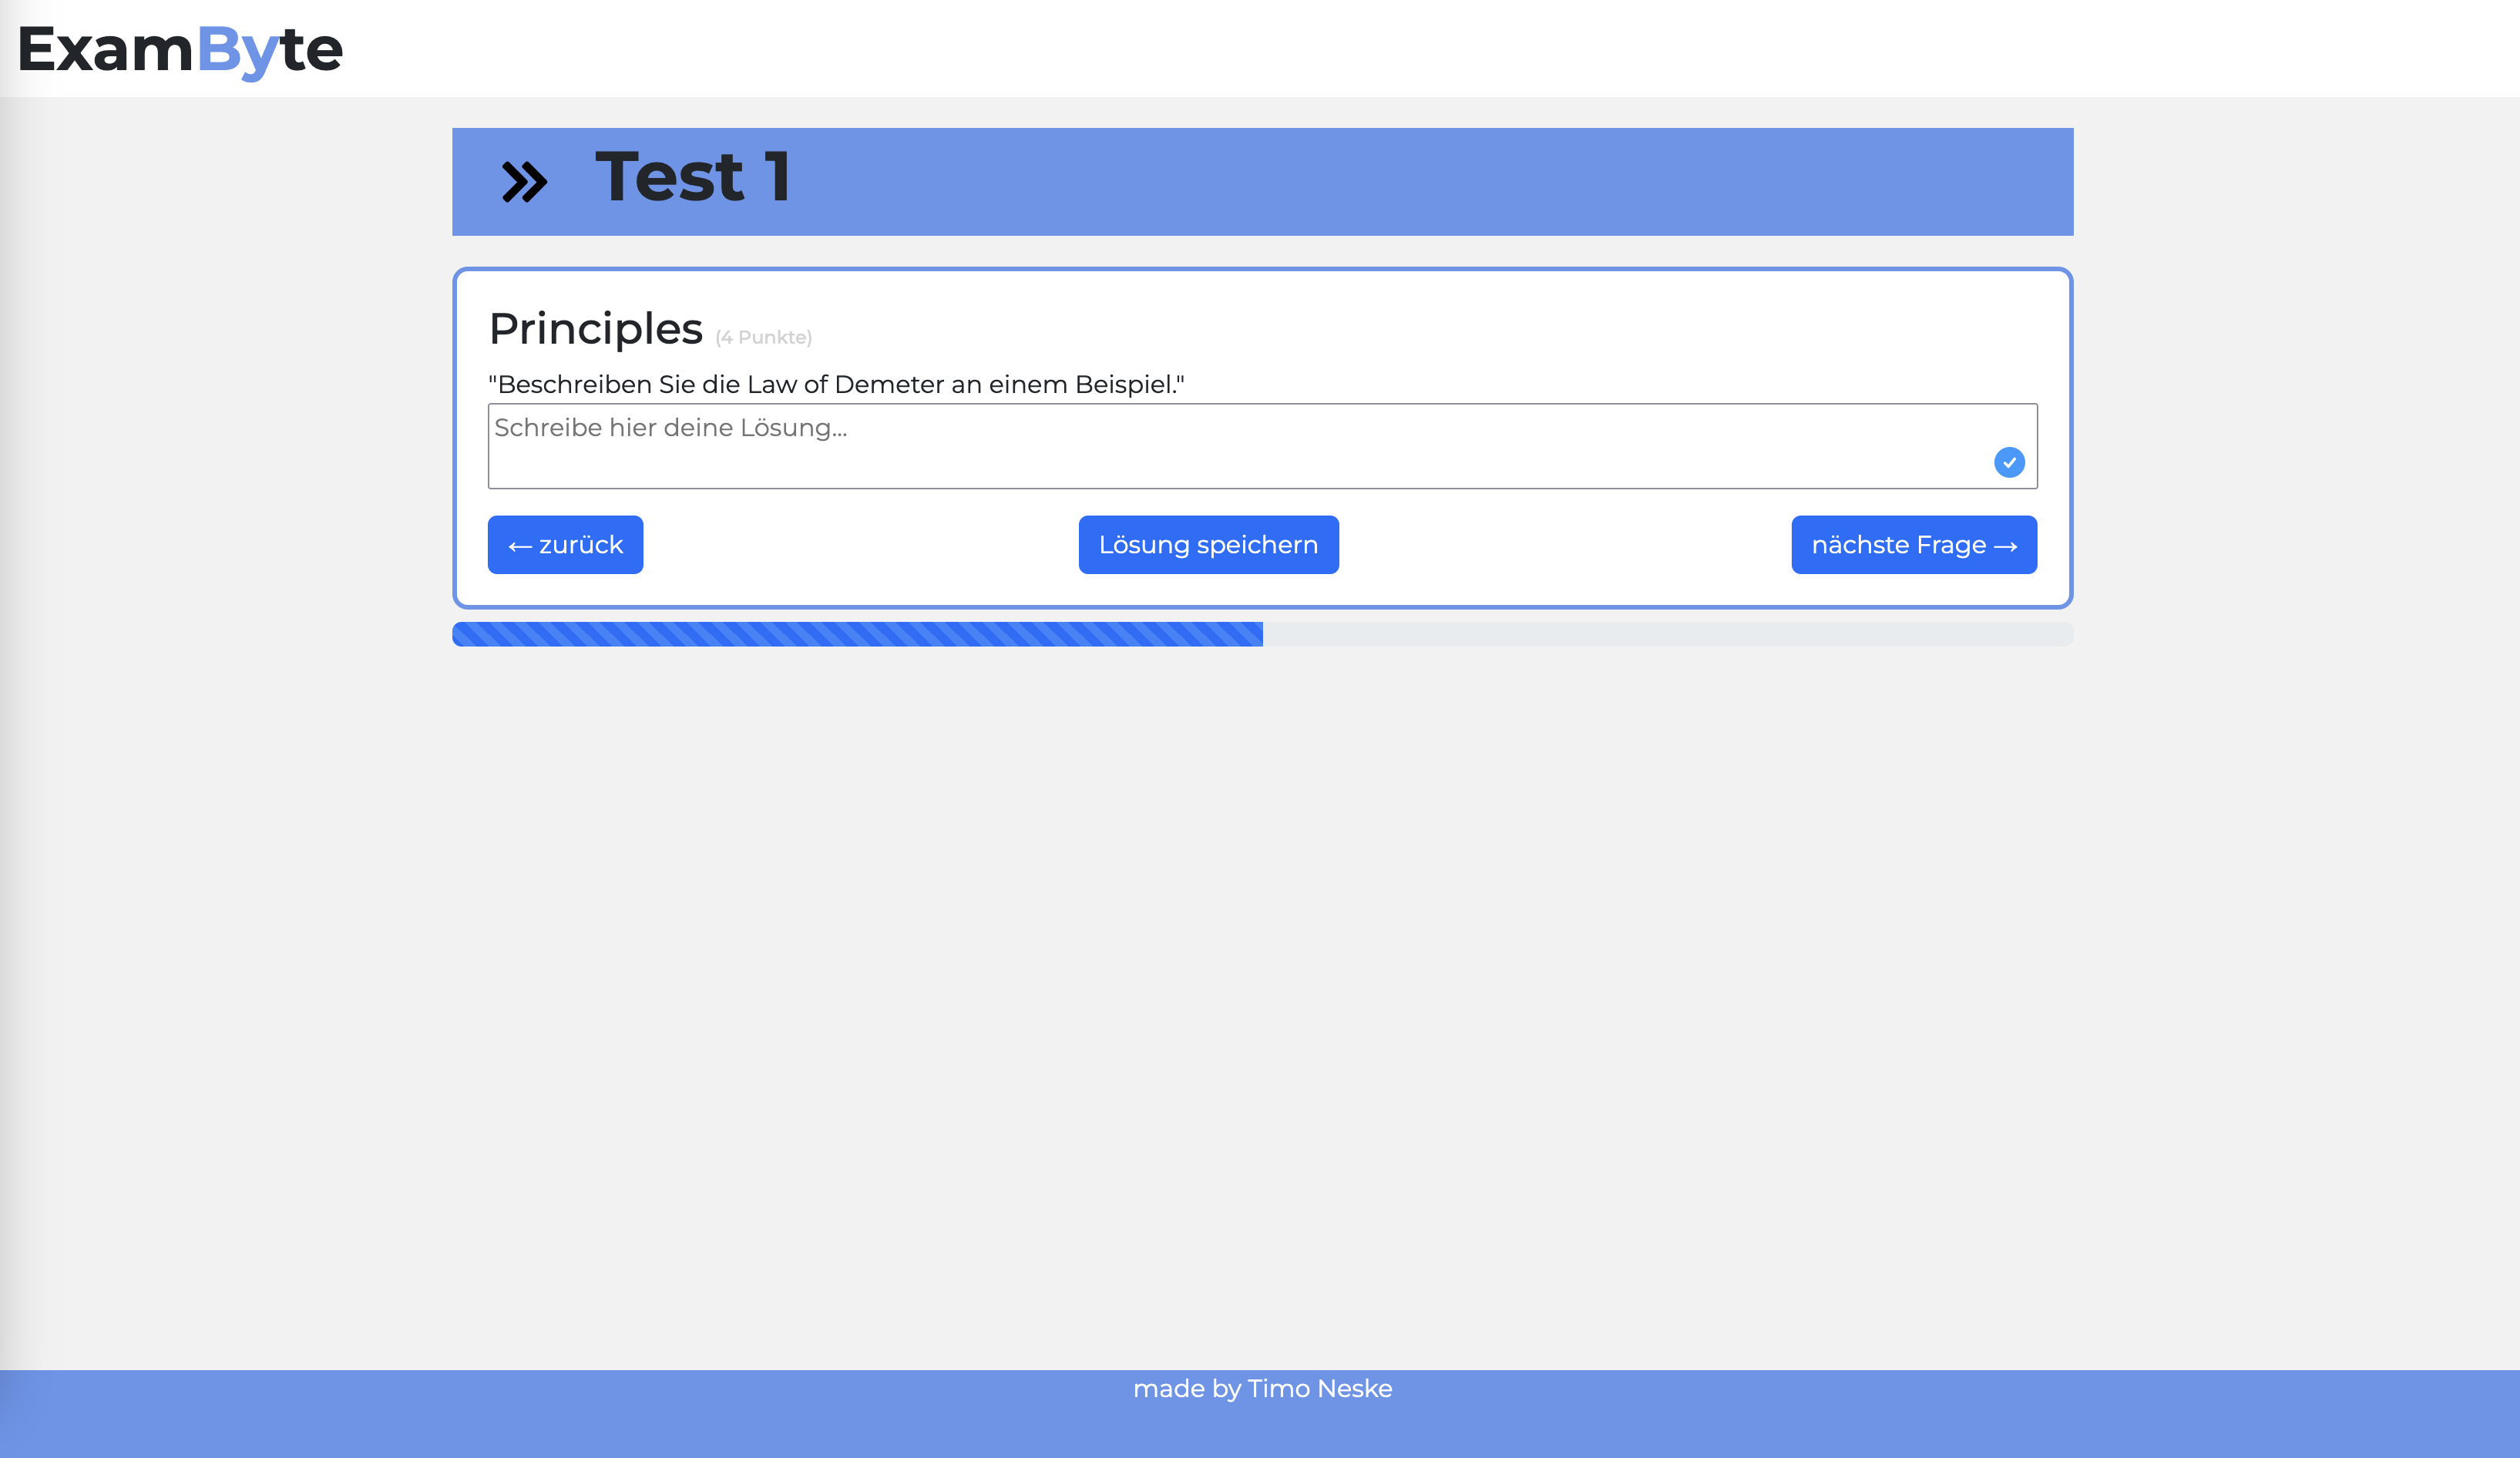 ExamByte
Test 1
Principles (4 Punkte)
"Beschreiben Sie die Law of Demeter an einem Beispiel."
Schreibe hier deine Lösung...
← zurück
Lösung speichern
nächste Frage →
made by Timo Neske